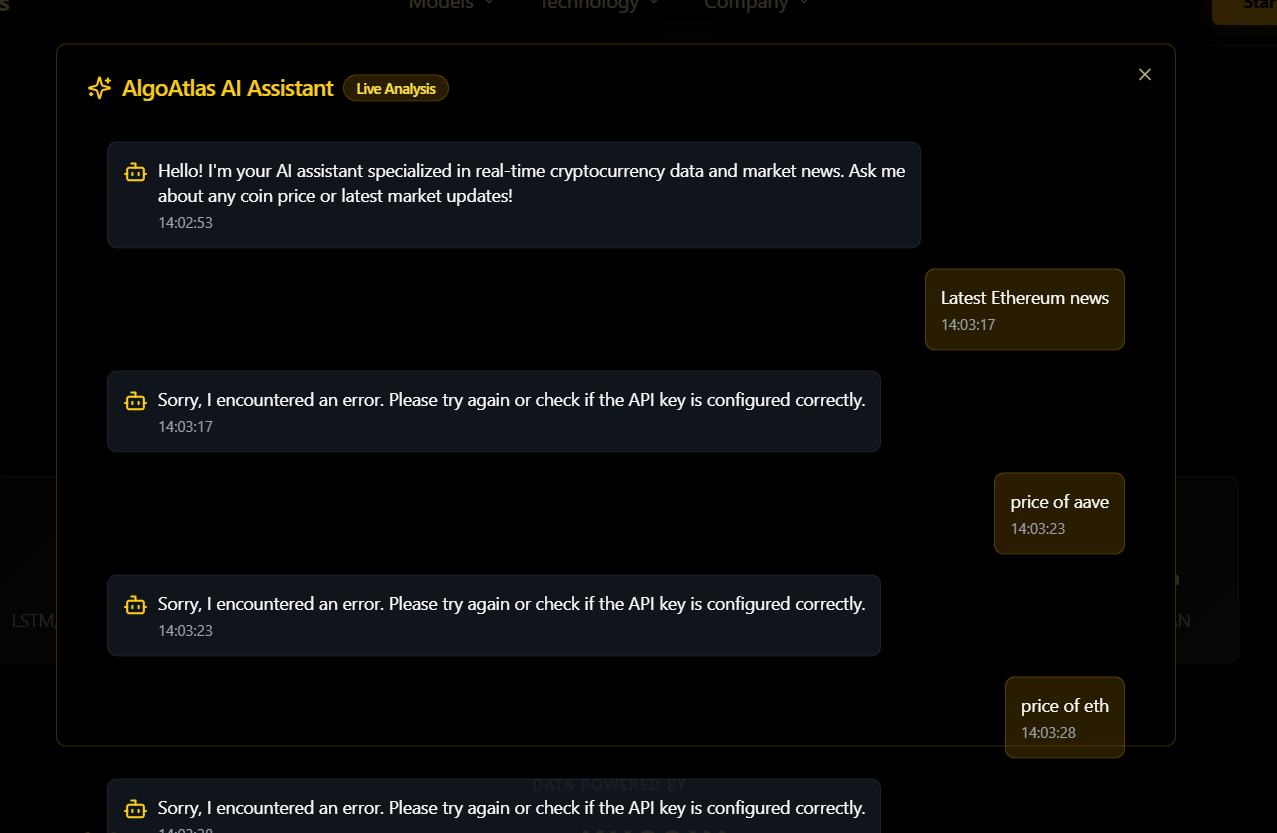 Models
Technology
Company
Star
AlgoAtlas AI Assistant
Live Analysis
Hello! I'm your AI assistant specialized in real-time cryptocurrency data and market news. Ask me
about any coin price or latest market updates!
14:02:53
Latest Ethereum news
14:03:17
Sorry, I encountered an error. Please try again or check if the API key is configured correctly.
14:03:17
price of aave
14:03:23
Sorry, I encountered an error. Please try again or check if the API key is configured correctly.
14:03:23
LSTM,
AN
price of eth
14:03:28
DATA POWERED BY
Sorry, I encountered an error. Please try again or check if the API key is configured correctly.
14:03:28